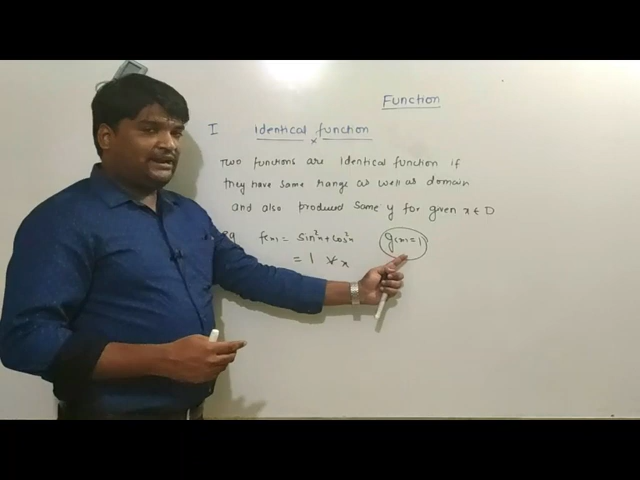 Function
I Identical function
Two functions are Identical function if
they have same range as well as domain
and also produced same y for given x ∈ D
Eg f(x) = sin²x + cos²x g(x) = 1
= 1 ∀ x